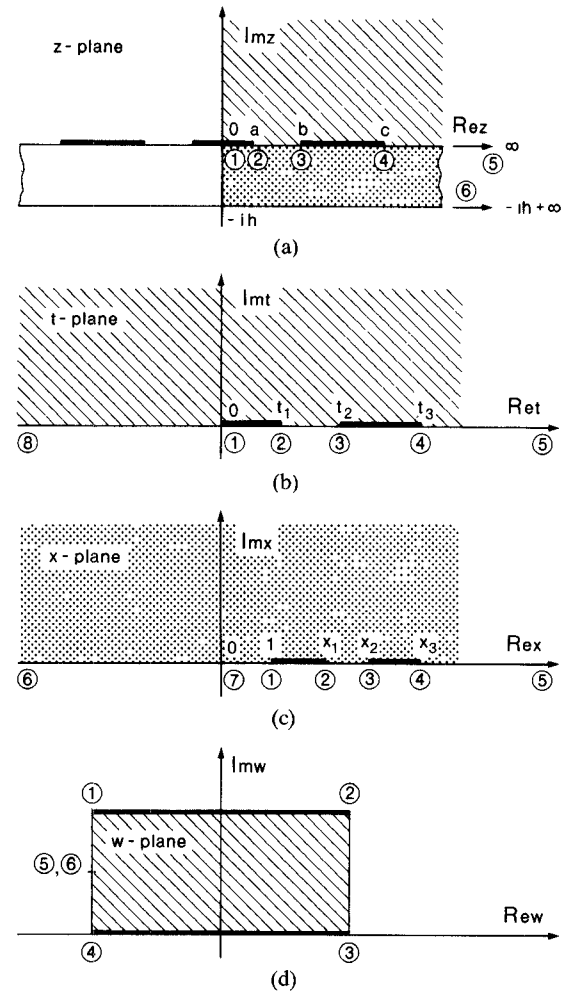 Imz
z-plane
0 a b c Rez ∞
① ② ③ ④ ⑤
⑥
-ih -ih+∞
(a)
Imt
t-plane
0 t₁ t₂ t₃ Ret
⑧ ① ② ③ ④ ⑤
(b)
Imx
x-plane
0 1 x₁ x₂ x₃ Rex
⑥ ⑦ ① ② ③ ④ ⑤
(c)
Imw
① ②
w-plane
⑤,⑥
Rew
④ ③
(d)